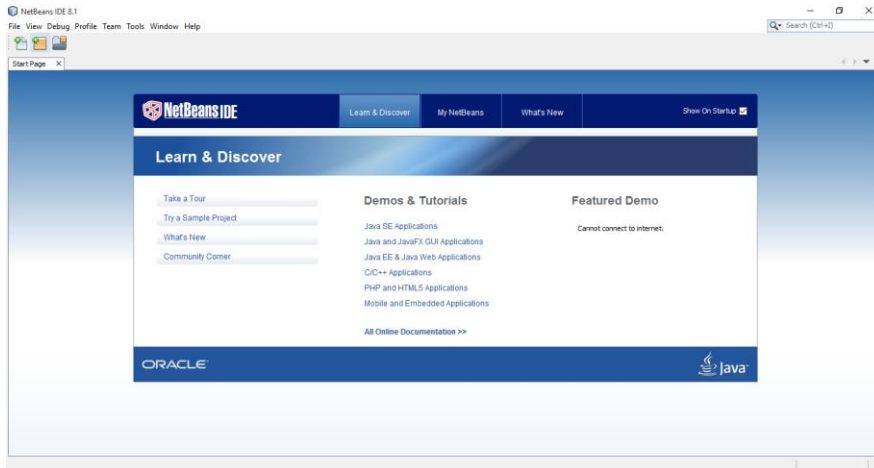 NetBeans IDE 8.1
File View Debug Profile Team Tools Window Help
Search (Ctrl+I)
Start Page
NetBeans IDE
Learn & Discover
My NetBeans
What's New
Show On Startup
Learn & Discover
Take a Tour
Try a Sample Project
What's New
Community Corner
Demos & Tutorials
Java SE Applications
Java and JavaFX GUI Applications
Java EE & Java Web Applications
C/C++ Applications
PHP and HTML5 Applications
Mobile and Embedded Applications
All Online Documentation >>
Featured Demo
Cannot connect to internet.
ORACLE
Java